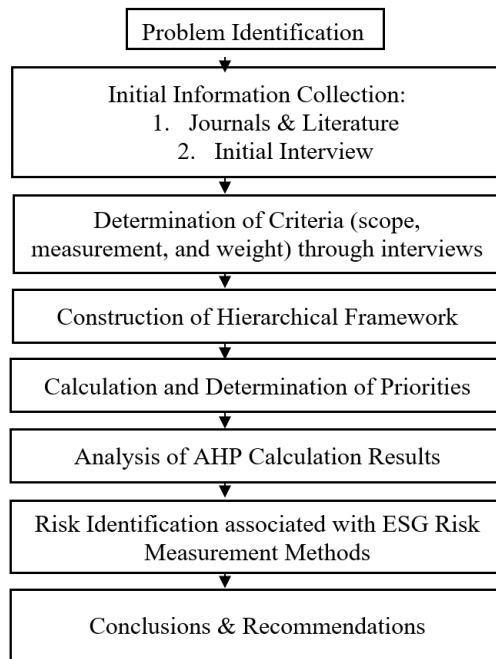 Problem Identification
Initial Information Collection:
1. Journals & Literature
2. Initial Interview
Determination of Criteria (scope,
measurement, and weight) through interviews
Construction of Hierarchical Framework
Calculation and Determination of Priorities
Analysis of AHP Calculation Results
Risk Identification associated with ESG Risk
Measurement Methods
Conclusions & Recommendations